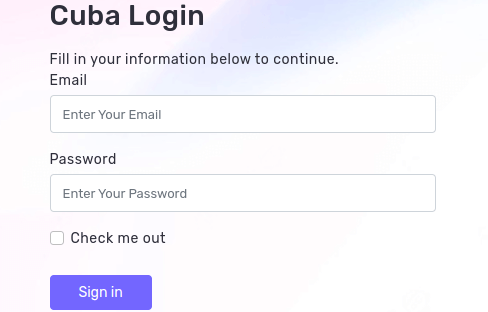 Cuba Login
Fill in your information below to continue.
Email
Enter Your Email
Password
Enter Your Password
Check me out
Sign in